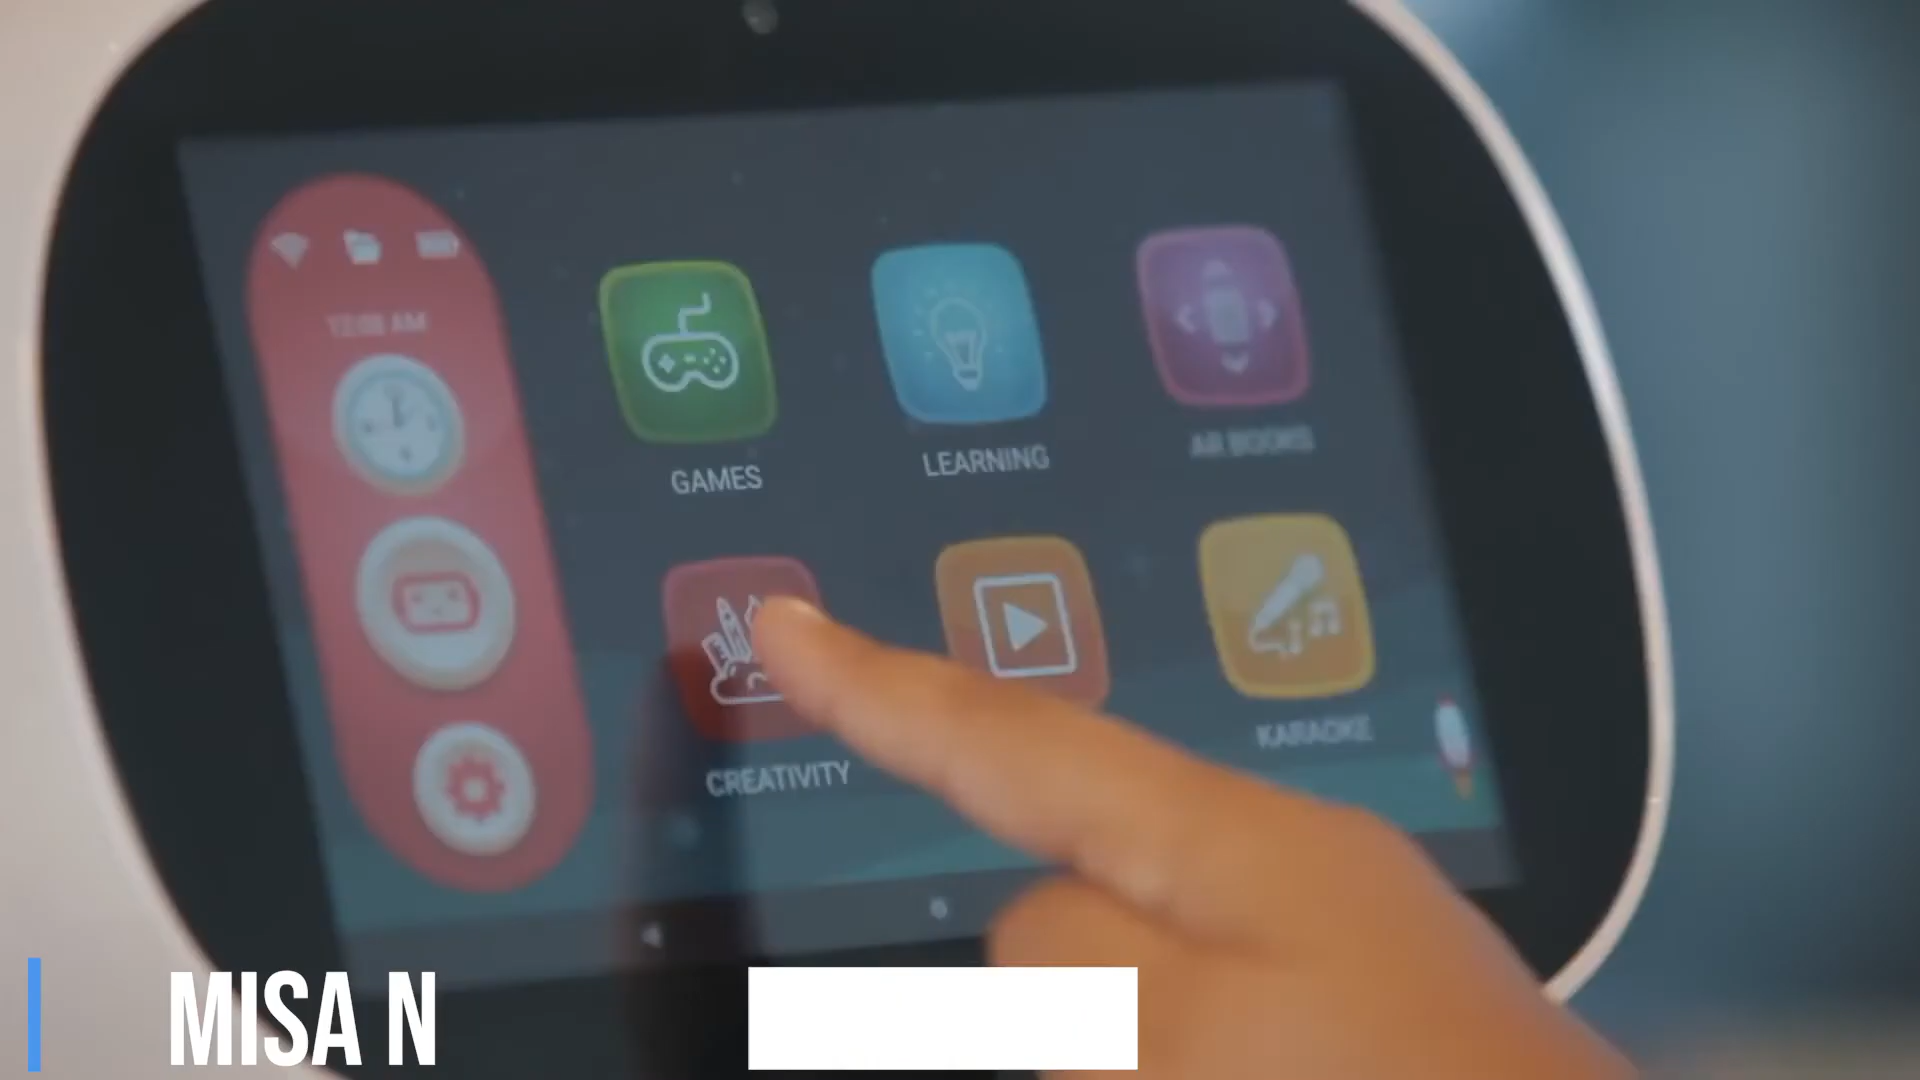 GAMES
LEARNING
AR BOOKS
CREATIVITY
KARAOKE
MISA N